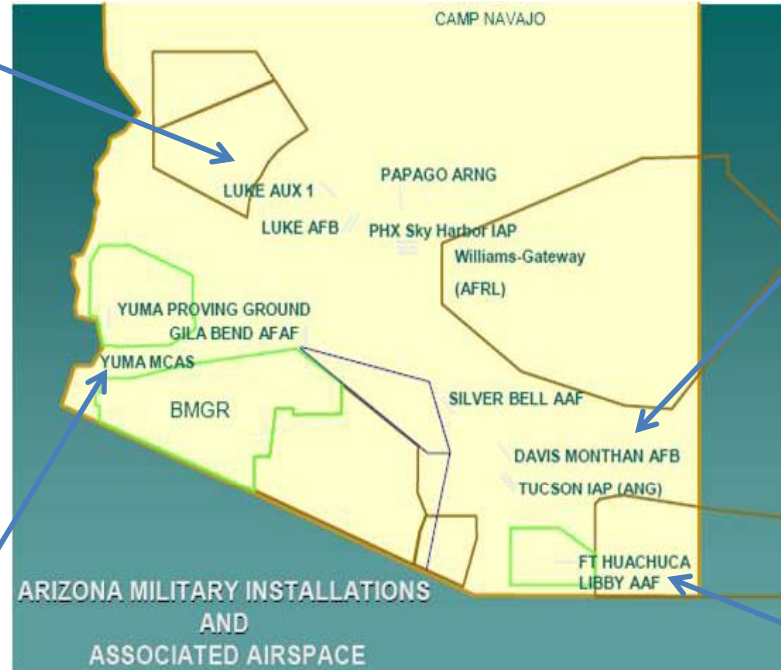 CAMP NAVAJO
PAPAGO ARNG
LUKE AUX 1
LUKE AFB
PHX Sky Harbor IAP
Williams-Gateway
(AFRL)
YUMA PROVING GROUND
GILA BEND AFAF
YUMA MCAS
BMGR
SILVER BELL AAF
DAVIS MONTHAN AFB
TUCSON IAP (ANG)
FT HUACHUCA
LIBBY AAF
ARIZONA MILITARY INSTALLATIONS
AND
ASSOCIATED AIRSPACE